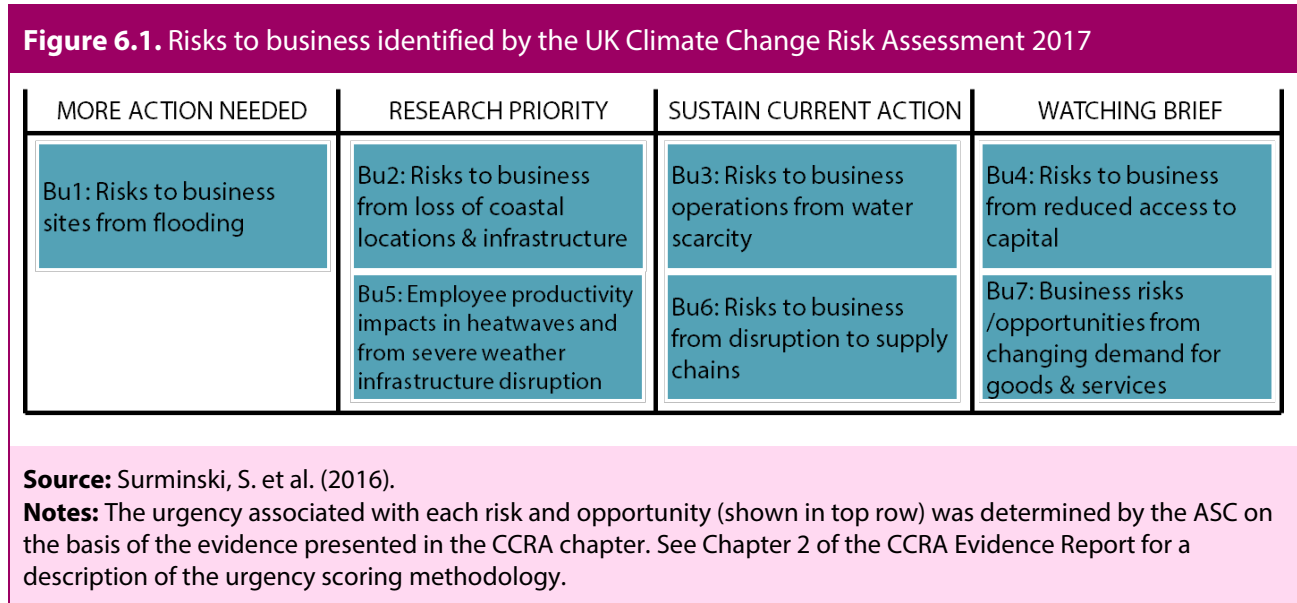 Figure 6.1. Risks to business identified by the UK Climate Change Risk Assessment 2017
MORE ACTION NEEDED
RESEARCH PRIORITY
SUSTAIN CURRENT ACTION
WATCHING BRIEF
Bu1: Risks to business
sites from flooding
Bu2: Risks to business
from loss of coastal
locations & infrastructure
Bu3: Risks to business
operations from water
scarcity
Bu4: Risks to business
from reduced access to
capital
Bu5: Employee productivity
impacts in heatwaves and
from severe weather
infrastructure disruption
Bu6: Risks to business
from disruption to supply
chains
Bu7: Business risks
/opportunities from
changing demand for
goods & services
Source: Surminski, S. et al. (2016).
Notes: The urgency associated with each risk and opportunity (shown in top row) was determined by the ASC on
the basis of the evidence presented in the CCRA chapter. See Chapter 2 of the CCRA Evidence Report for a
description of the urgency scoring methodology.